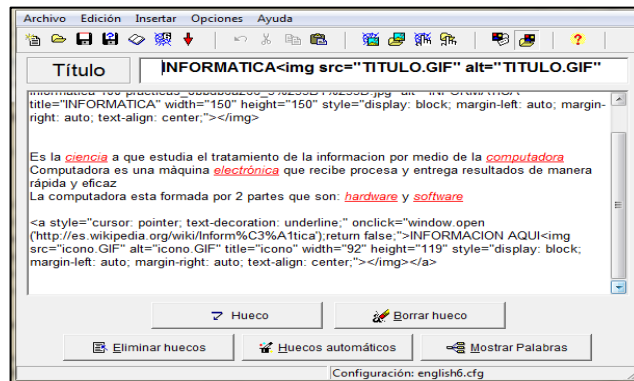 Archivo Edición Insertar Opciones Ayuda
Título
INFORMATICA<img src="TITULO.GIF" alt="TITULO.GIF"
title="INFORMATICA" width="150" height="150" style="display: block; margin-left: auto; margin-
right: auto; text-align: center;"></img>
Es la ciencia a que estudia el tratamiento de la informacion por medio de la computadora
Computadora es una màquina electrónica que recibe procesa y entrega resultados de manera
rápida y eficaz
La computadora esta formada por 2 partes que son: hardware y software
<a style="cursor: pointer; text-decoration: underline;" onclick="window.open
('http://es.wikipedia.org/wiki/Inform%C3%A1tica');return false;">INFORMACION AQUI<img
src="icono.GIF" alt="icono.GIF" title="icono" width="92" height="119" style="display: block;
margin-left: auto; margin-right: auto; text-align: center;"></img></a>
Hueco
Borrar hueco
Eliminar huecos
Huecos automáticos
Mostrar Palabras
Configuración: english6.cfg